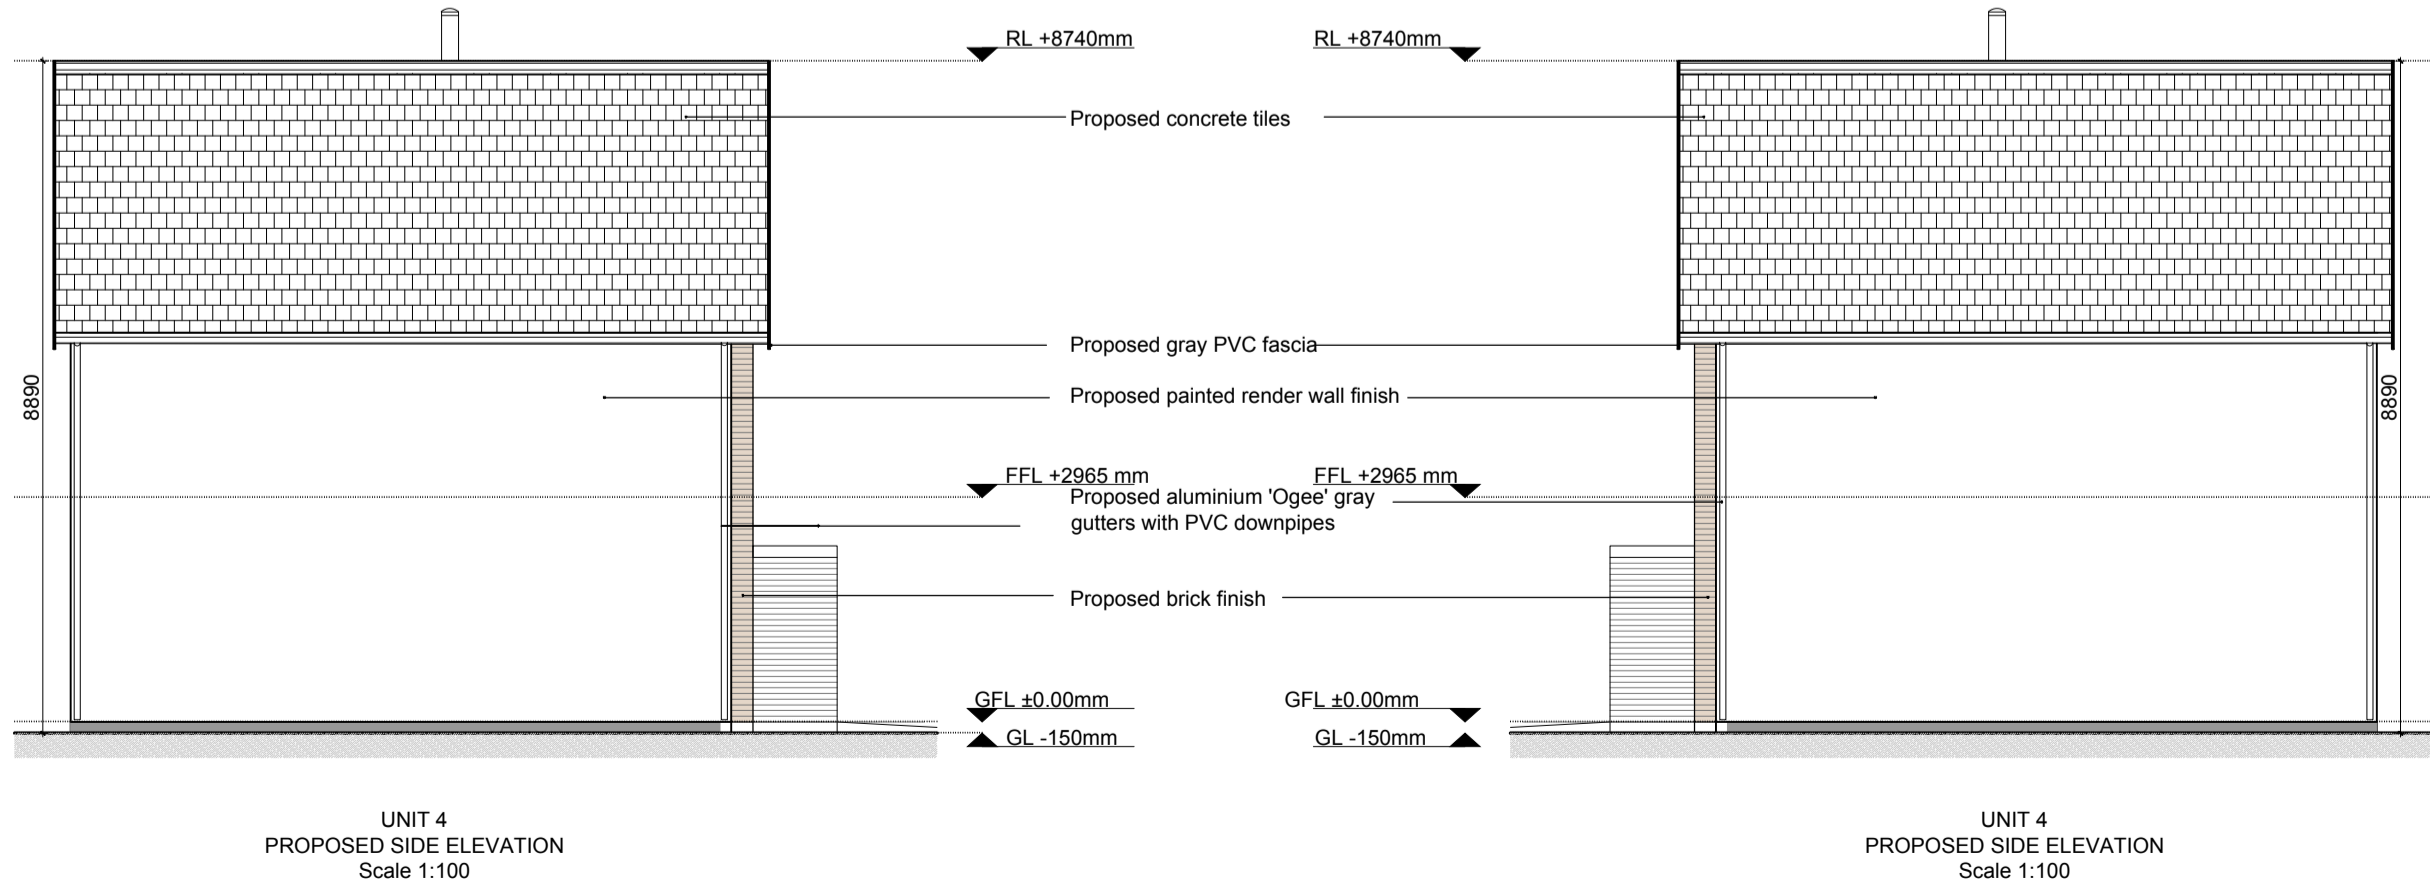 RL +8740mm
RL +8740mm
Proposed concrete tiles
Proposed gray PVC fascia
8890
Proposed painted render wall finish
8890
FFL +2965 mm
FFL +2965 mm
Proposed aluminium 'Ogee' gray
gutters with PVC downpipes
Proposed brick finish
GFL ±0.00mm
GFL ±0.00mm
GL -150mm
GL -150mm
UNIT 4
PROPOSED SIDE ELEVATION
Scale 1:100
UNIT 4
PROPOSED SIDE ELEVATION
Scale 1:100